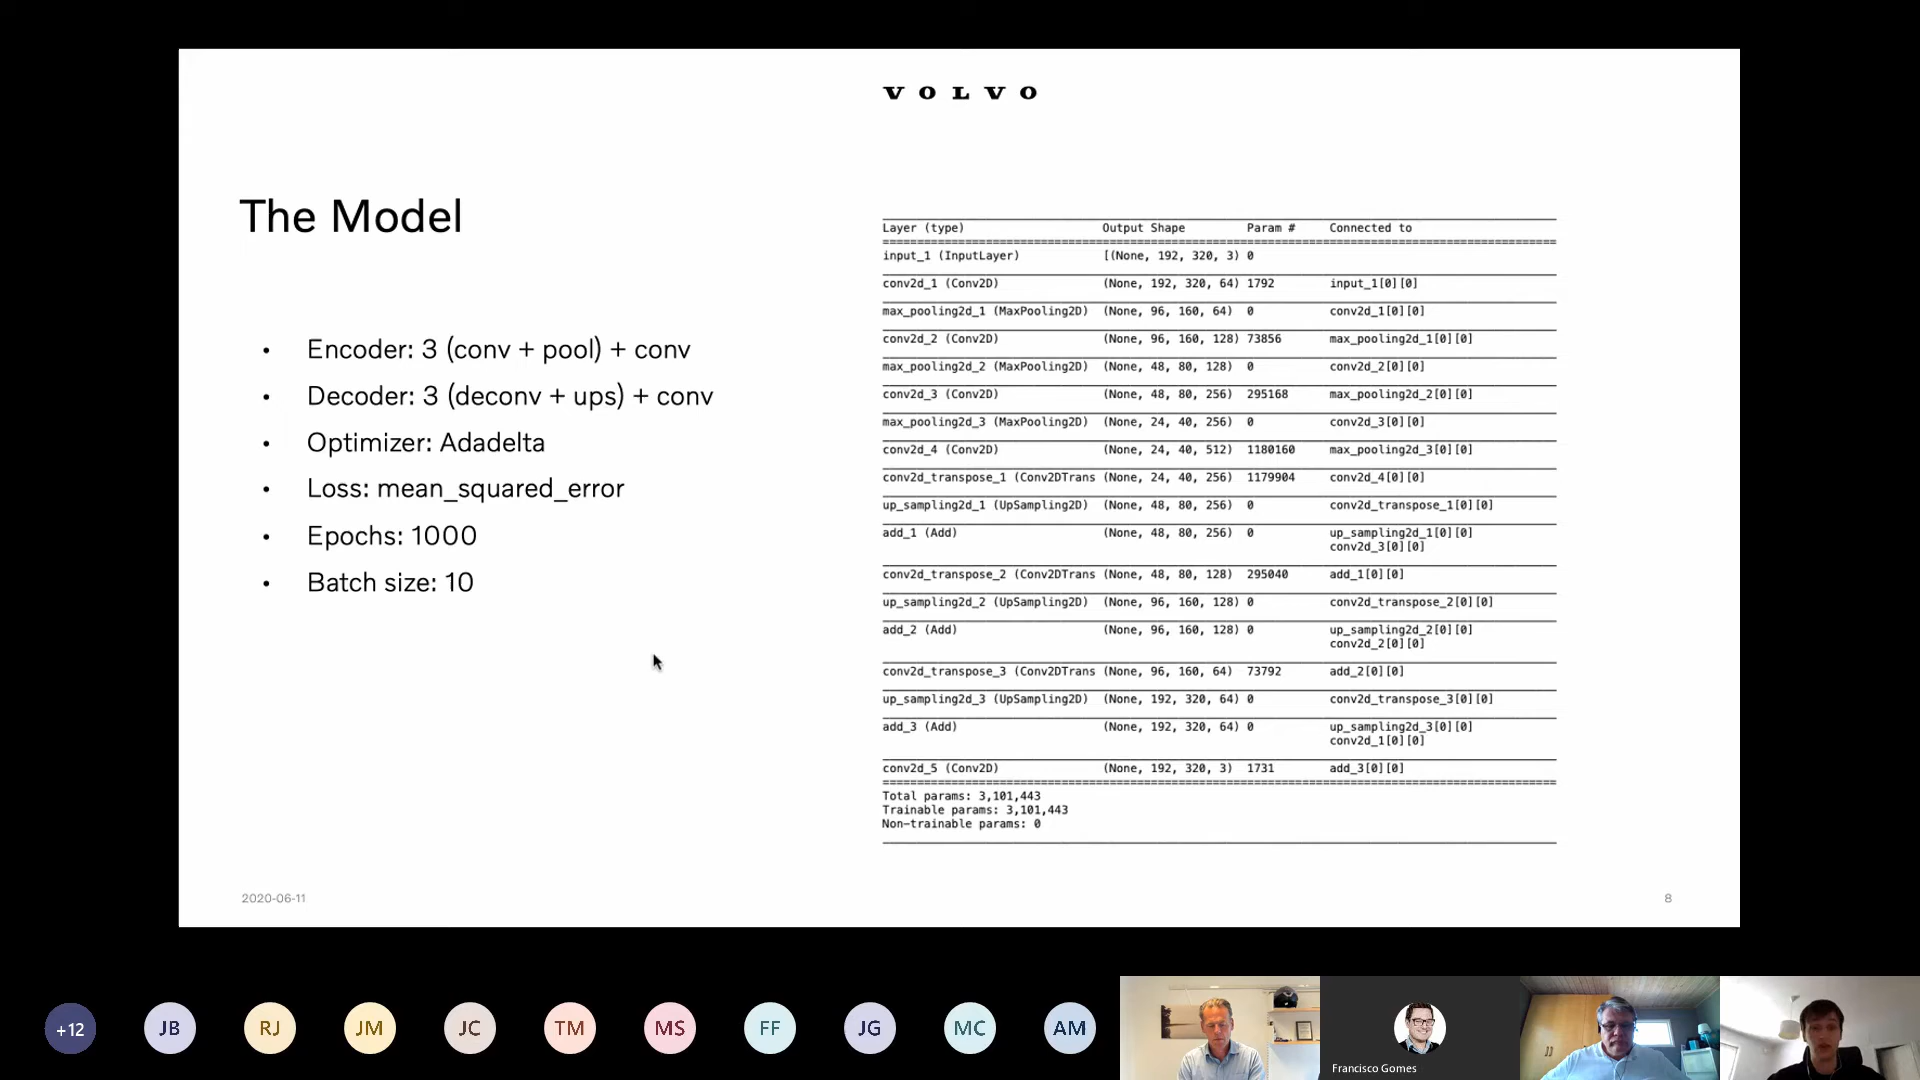 VOLVO
The Model
• Encoder: 3 (conv + pool) + conv
• Decoder: 3 (deconv + ups) + conv
• Optimizer: Adadelta
• Loss: mean_squared_error
• Epochs: 1000
• Batch size: 10
Layer (type) Output Shape Param # Connected to
input_1 (InputLayer) [(None, 192, 320, 3) 0
conv2d_1 (Conv2D) (None, 192, 320, 64) 1792 input_1[0][0]
max_pooling2d_1 (MaxPooling2D) (None, 96, 160, 64) 0 conv2d_1[0][0]
conv2d_2 (Conv2D) (None, 96, 160, 128) 73856 max_pooling2d_1[0][0]
max_pooling2d_2 (MaxPooling2D) (None, 48, 80, 128) 0 conv2d_2[0][0]
conv2d_3 (Conv2D) (None, 48, 80, 256) 295168 max_pooling2d_2[0][0]
max_pooling2d_3 (MaxPooling2D) (None, 24, 40, 256) 0 conv2d_3[0][0]
conv2d_4 (Conv2D) (None, 24, 40, 512) 1180160 max_pooling2d_3[0][0]
conv2d_transpose_1 (Conv2DTrans (None, 24, 40, 256) 1179904 conv2d_4[0][0]
up_sampling2d_1 (UpSampling2D) (None, 48, 80, 256) 0 conv2d_transpose_1[0][0]
add_1 (Add) (None, 48, 80, 256) 0 up_sampling2d_1[0][0]
conv2d_3[0][0]
conv2d_transpose_2 (Conv2DTrans (None, 48, 80, 128) 295040 add_1[0][0]
up_sampling2d_2 (UpSampling2D) (None, 96, 160, 128) 0 conv2d_transpose_2[0][0]
add_2 (Add) (None, 96, 160, 128) 0 up_sampling2d_2[0][0]
conv2d_2[0][0]
conv2d_transpose_3 (Conv2DTrans (None, 96, 160, 64) 73792 add_2[0][0]
up_sampling2d_3 (UpSampling2D) (None, 192, 320, 64) 0 conv2d_transpose_3[0][0]
add_3 (Add) (None, 192, 320, 64) 0 up_sampling2d_3[0][0]
conv2d_1[0][0]
conv2d_5 (Conv2D) (None, 192, 320, 3) 1731 add_3[0][0]
Total params: 3,101,443
Trainable params: 3,101,443
Non-trainable params: 0
2020-06-11
8
+12 JB RJ JM JC TM MS FF JG MC AM
Francisco Gomes